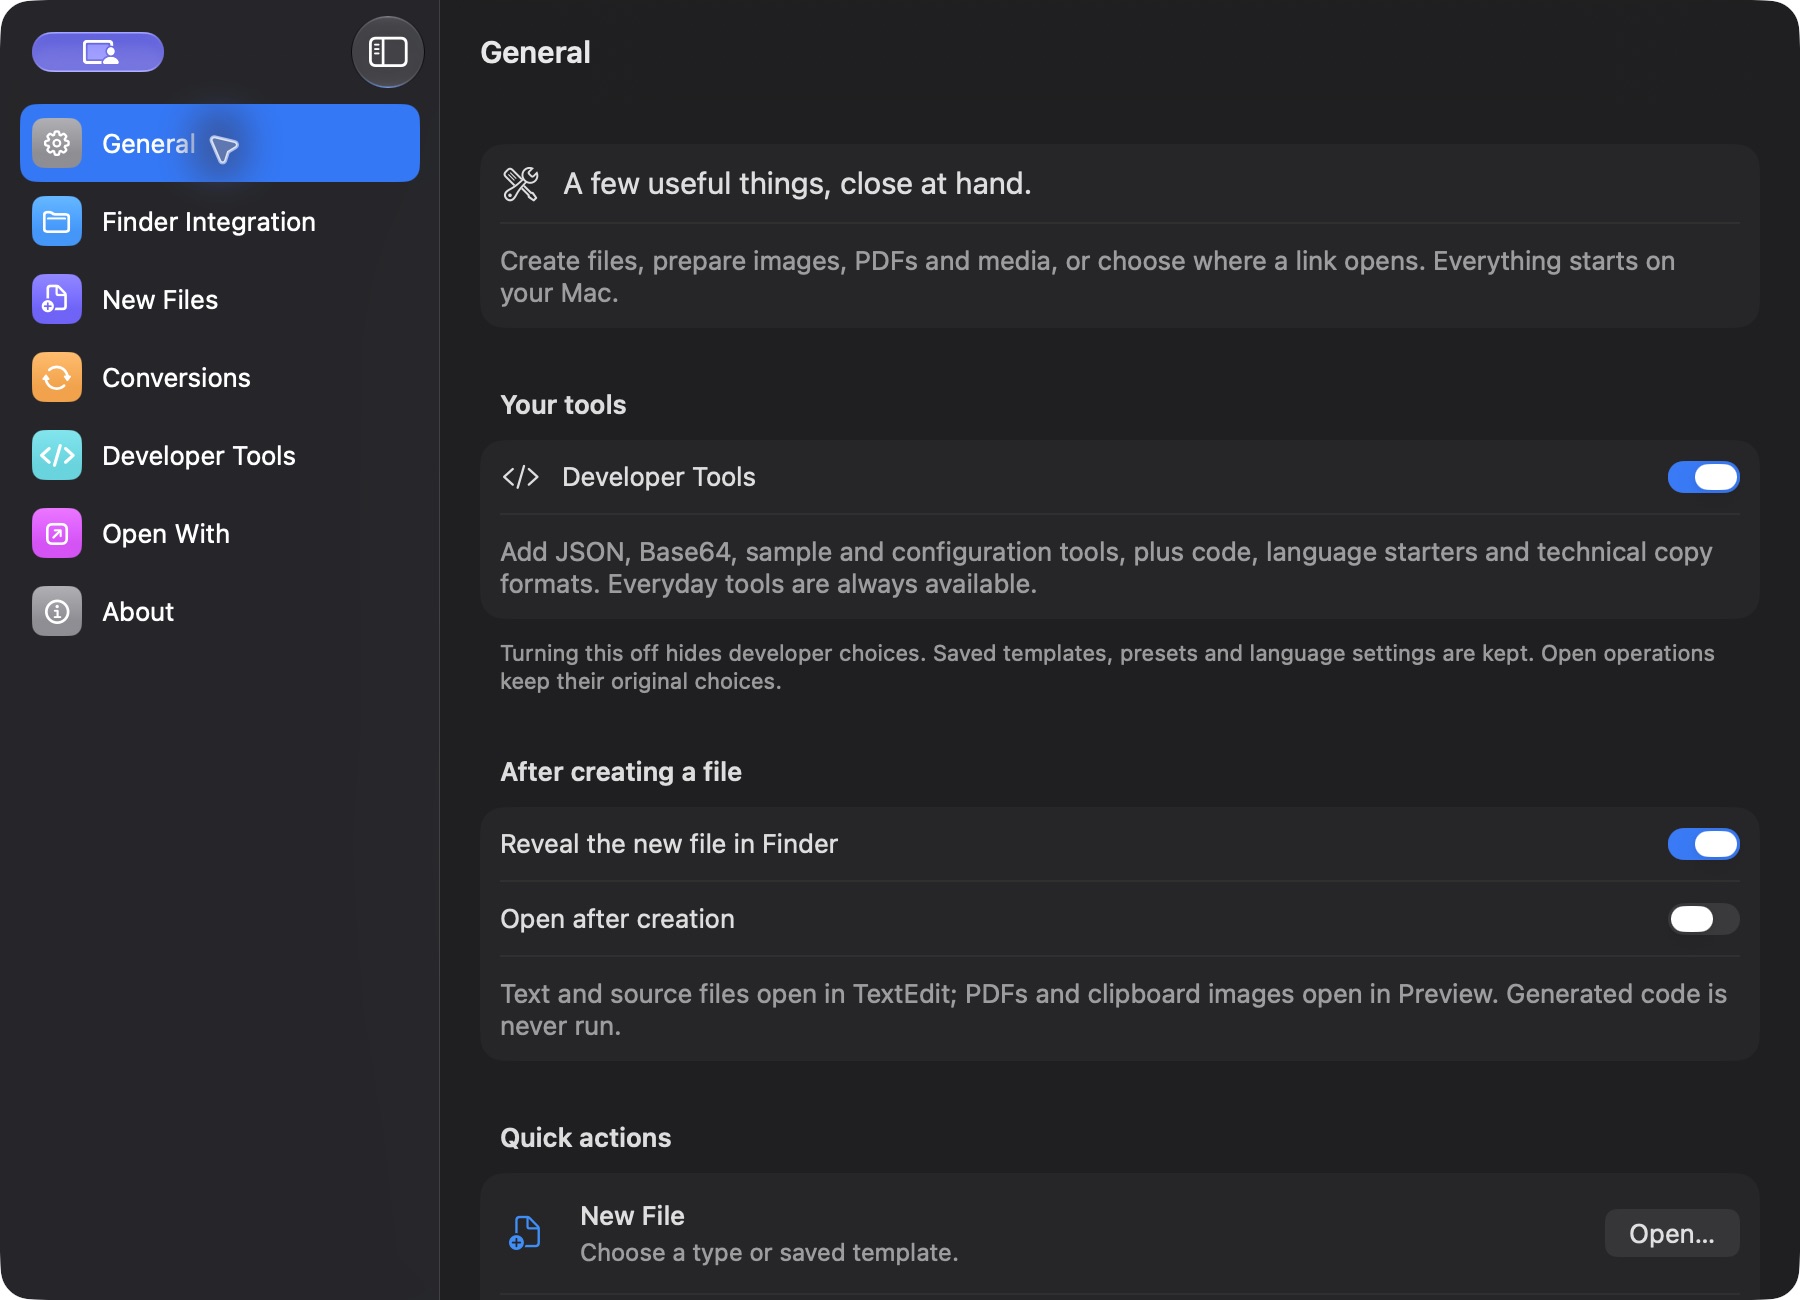 General
General
Finder Integration
New Files
Conversions
Developer Tools
Open With
About
A few useful things, close at hand.
Create files, prepare images, PDFs and media, or choose where a link opens. Everything starts on
your Mac.
Your tools
</> Developer Tools
Add JSON, Base64, sample and configuration tools, plus code, language starters and technical copy
formats. Everyday tools are always available.
Turning this off hides developer choices. Saved templates, presets and language settings are kept. Open operations
keep their original choices.
After creating a file
Reveal the new file in Finder
Open after creation
Text and source files open in TextEdit; PDFs and clipboard images open in Preview. Generated code is
never run.
Quick actions
New File
Choose a type or saved template.
Open...